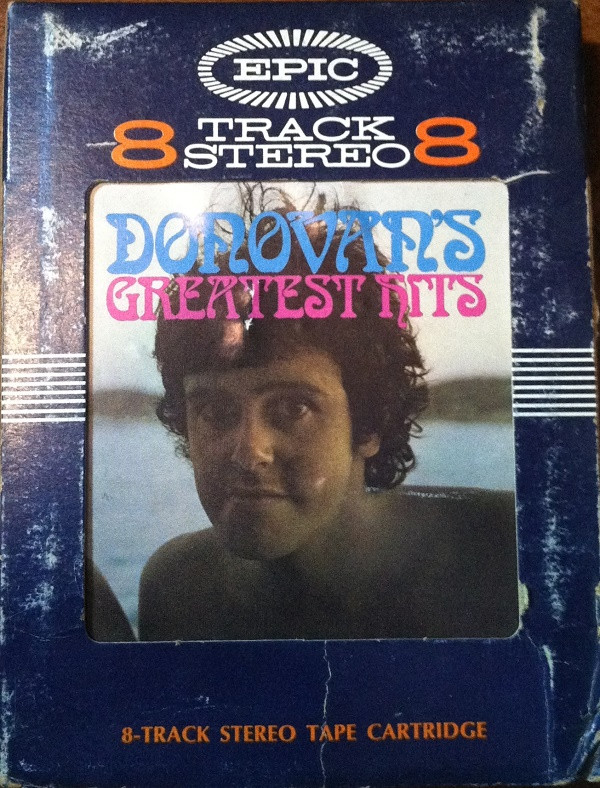 EPIC
8 TRACK 8
STEREO
DONOVAN'S
GREATEST HITS
8-TRACK STEREO TAPE CARTRIDGE